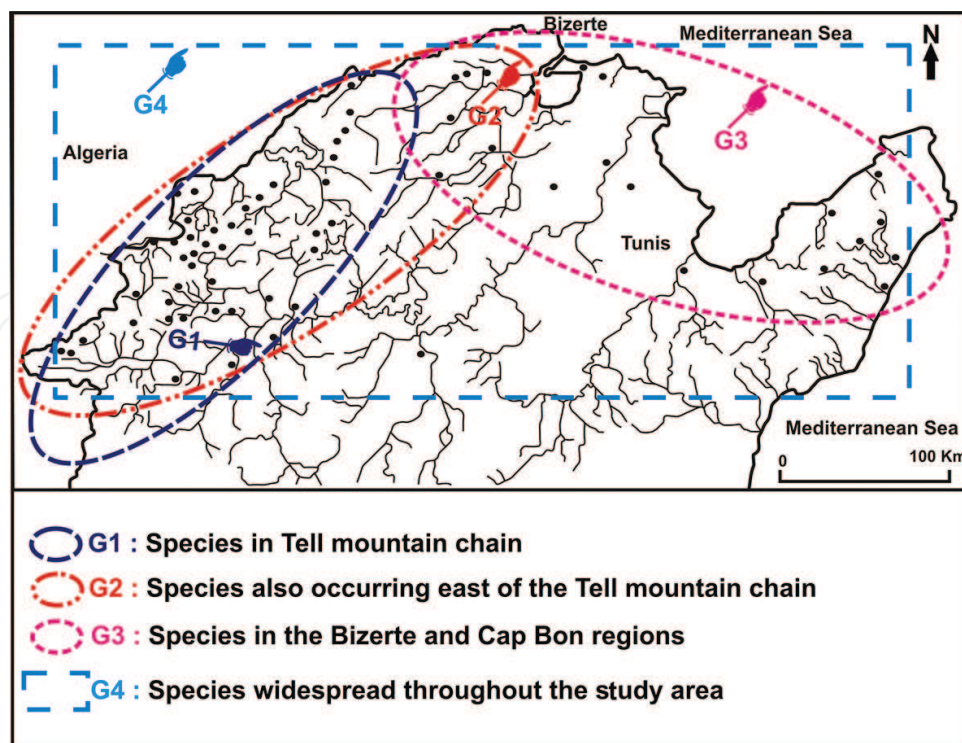 Bizerte
Mediterranean Sea
N
G4
G2
G3
Algeria
Tunis
G1
Mediterranean Sea
0 100 Km
G1 : Species in Tell mountain chain
G2 : Species also occurring east of the Tell mountain chain
G3 : Species in the Bizerte and Cap Bon regions
G4 : Species widespread throughout the study area